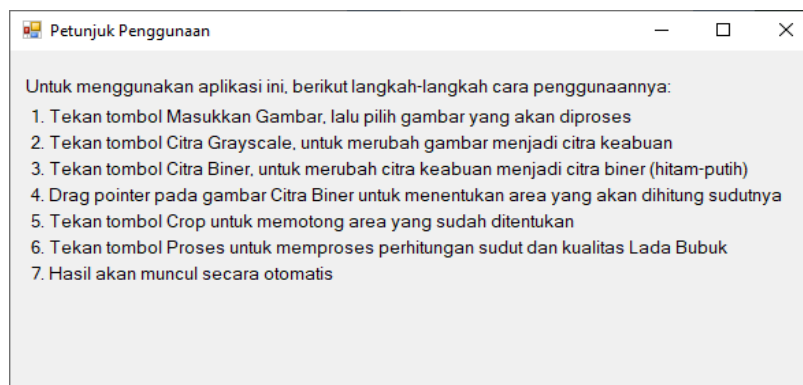 Petunjuk Penggunaan
Untuk menggunakan aplikasi ini, berikut langkah-langkah cara penggunaannya:
1. Tekan tombol Masukkan Gambar, lalu pilih gambar yang akan diproses
2. Tekan tombol Citra Grayscale, untuk merubah gambar menjadi citra keabuan
3. Tekan tombol Citra Biner, untuk merubah citra keabuan menjadi citra biner (hitam-putih)
4. Drag pointer pada gambar Citra Biner untuk menentukan area yang akan dihitung sudutnya
5. Tekan tombol Crop untuk memotong area yang sudah ditentukan
6. Tekan tombol Proses untuk memproses perhitungan sudut dan kualitas Lada Bubuk
7. Hasil akan muncul secara otomatis